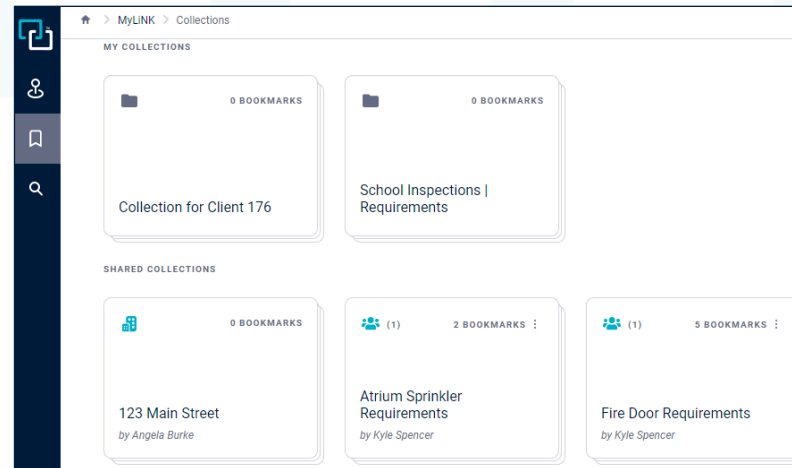 MyLiNK > Collections
MY COLLECTIONS
0 BOOKMARKS
Collection for Client 176
0 BOOKMARKS
School Inspections |
Requirements
SHARED COLLECTIONS
0 BOOKMARKS
123 Main Street
by Angela Burke
(1) 2 BOOKMARKS
Atrium Sprinkler
Requirements
by Kyle Spencer
(1) 5 BOOKMARKS
Fire Door Requirements
by Kyle Spencer